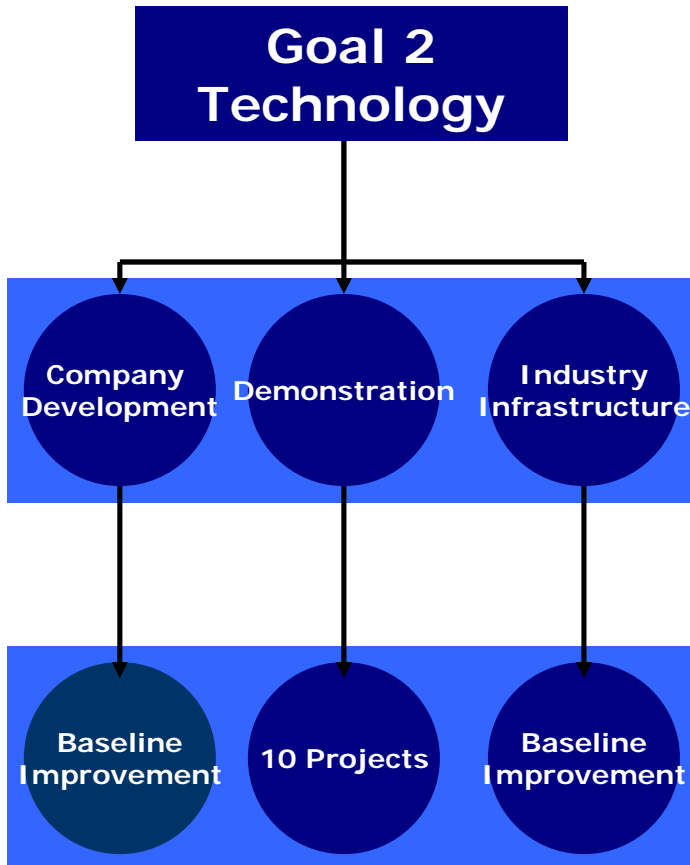 Goal 2
Technology
Company
Development
Demonstration
Industry
Infrastructure
Baseline
Improvement
10 Projects
Baseline
Improvement